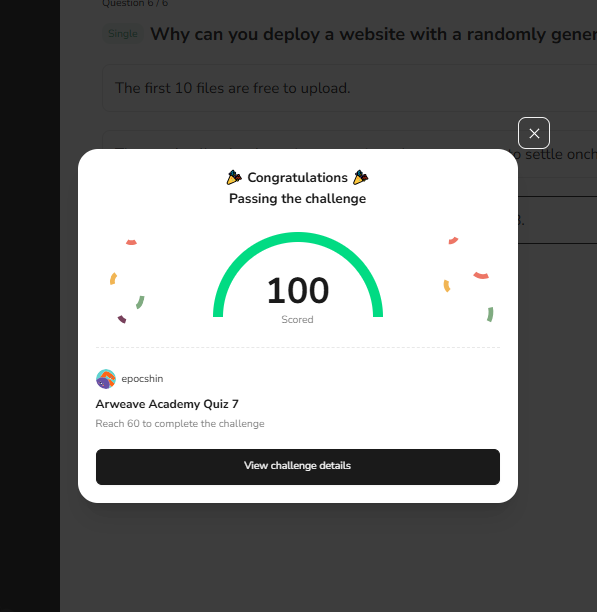 Question 6 / 6
Single Why can you deploy a website with a randomly gener
The first 10 files are free to upload.
o settle onch
3.
Congratulations
Passing the challenge
100
Scored
epocshin
Arweave Academy Quiz 7
Reach 60 to complete the challenge
View challenge details